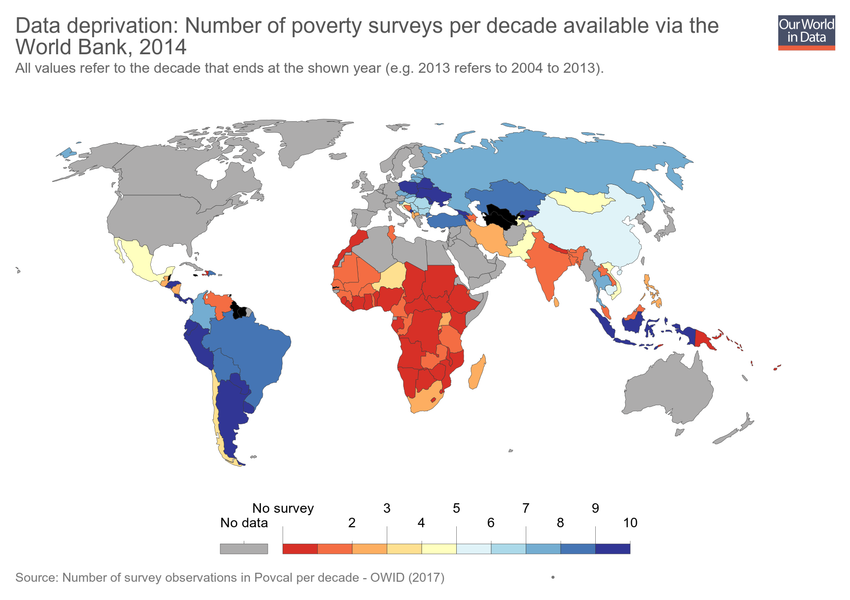 Data deprivation: Number of poverty surveys per decade available via the
World Bank, 2014
Our World
in Data
All values refer to the decade that ends at the shown year (e.g. 2013 refers to 2004 to 2013).
No survey 3 5 7 9
No data 2 4 6 8 10
Source: Number of survey observations in Povcal per decade - OWID (2017) •